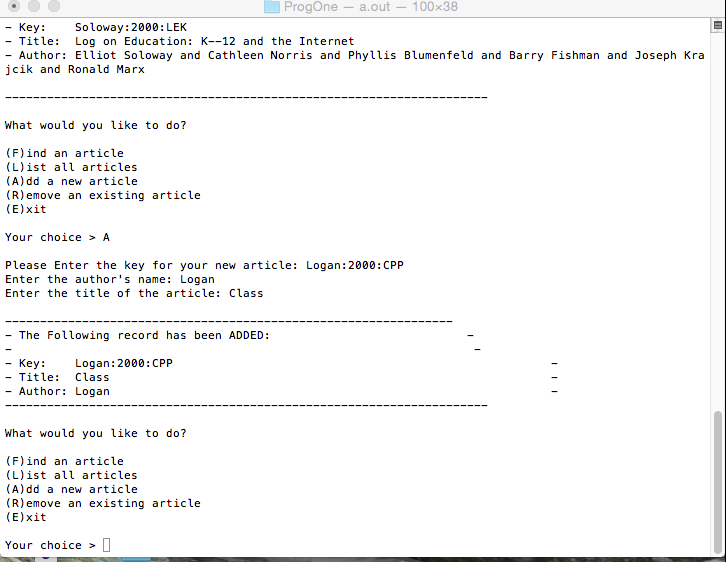 ProgOne — a.out — 100×38
- Key:    Soloway:2000:LEK
- Title:  Log on Education: K--12 and the Internet
- Author: Elliot Soloway and Cathleen Norris and Phyllis Blumenfeld and Barry Fishman and Joseph Kra
jcik and Ronald Marx
---------------------------------------------------------------------
What would you like to do?
(F)ind an article
(L)ist all articles
(A)dd a new article
(R)emove an existing article
(E)xit
Your choice > A
Please Enter the key for your new article: Logan:2000:CPP
Enter the author's name: Logan
Enter the title of the article: Class
----------------------------------------------------------------
- The Following record has been ADDED:                            -
-                                                                  -
- Key:    Logan:2000:CPP                                                      -
- Title:  Class                                                               -
- Author: Logan                                                               -
---------------------------------------------------------------------
What would you like to do?
(F)ind an article
(L)ist all articles
(A)dd a new article
(R)emove an existing article
(E)xit
Your choice >